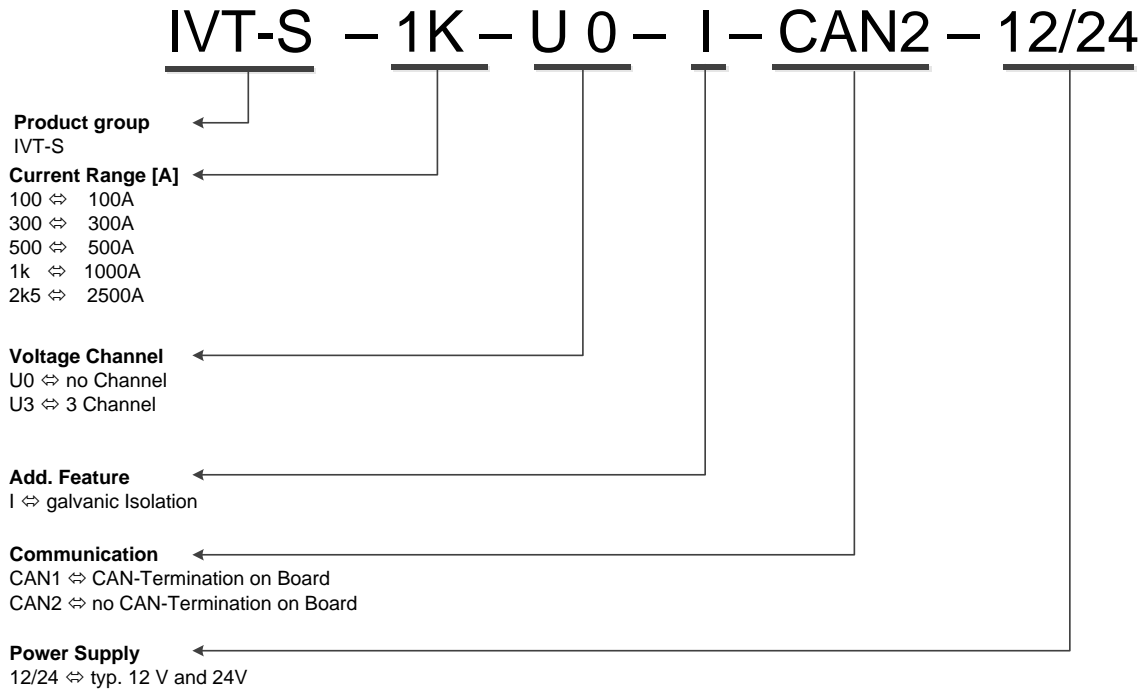 IVT-S – 1K – U 0 – I – CAN2 – 12/24
Product group
IVT-S
Current Range [A]
100 ⇔ 100A
300 ⇔ 300A
500 ⇔ 500A
1k ⇔ 1000A
2k5 ⇔ 2500A
Voltage Channel
U0 ⇔ no Channel
U3 ⇔ 3 Channel
Add. Feature
I ⇔ galvanic Isolation
Communication
CAN1 ⇔ CAN-Termination on Board
CAN2 ⇔ no CAN-Termination on Board
Power Supply
12/24 ⇔ typ. 12 V and 24V